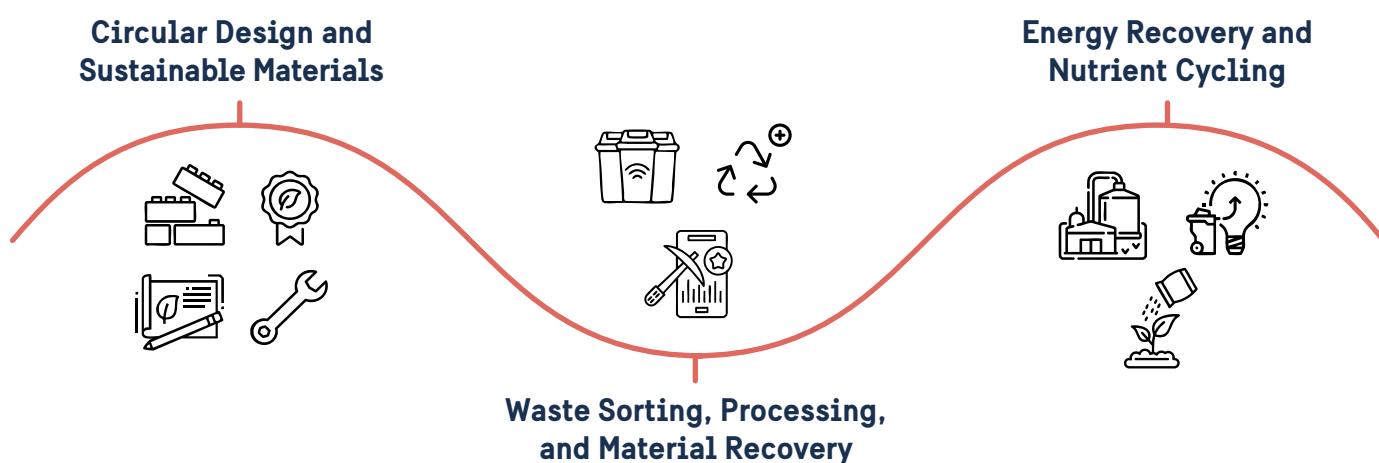 Circular Design and
Sustainable Materials
Waste Sorting, Processing,
and Material Recovery
Energy Recovery and
Nutrient Cycling